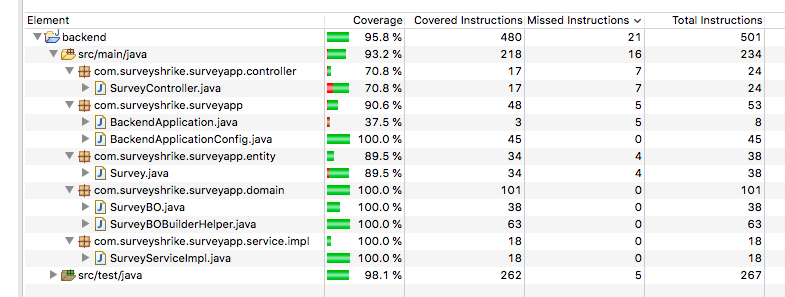 Element Coverage Covered Instructions Missed Instructions Total Instructions
backend 95.8 % 480 21 501
src/main/java 93.2 % 218 16 234
com.surveyshrike.surveyapp.controller 70.8 % 17 7 24
SurveyController.java 70.8 % 17 7 24
com.surveyshrike.surveyapp 90.6 % 48 5 53
BackendApplication.java 37.5 % 3 5 8
BackendApplicationConfig.java 100.0 % 45 0 45
com.surveyshrike.surveyapp.entity 89.5 % 34 4 38
Survey.java 89.5 % 34 4 38
com.surveyshrike.surveyapp.domain 100.0 % 101 0 101
SurveyBO.java 100.0 % 38 0 38
SurveyBOBuilderHelper.java 100.0 % 63 0 63
com.surveyshrike.surveyapp.service.impl 100.0 % 18 0 18
SurveyServiceImpl.java 100.0 % 18 0 18
src/test/java 98.1 % 262 5 267